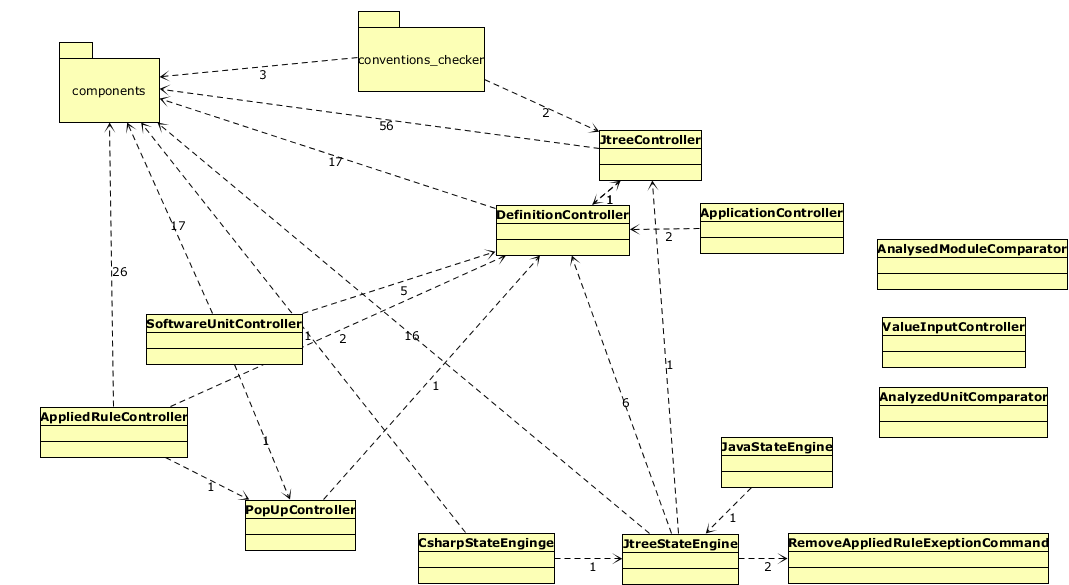 conventions_checker
components
3
2
56
JtreeController
17
1
DefinitionController
ApplicationController
2
17
AnalysedModuleComparator
26
5
SoftwareUnitController
1
2
16
ValueInputController
1
1
AnalyzedUnitComparator
6
AppliedRuleController
1
JavaStateEngine
1
PopUpController
1
CsharpStateEnginge
JtreeStateEngine
RemoveAppliedRuleExeptionCommand
1
2